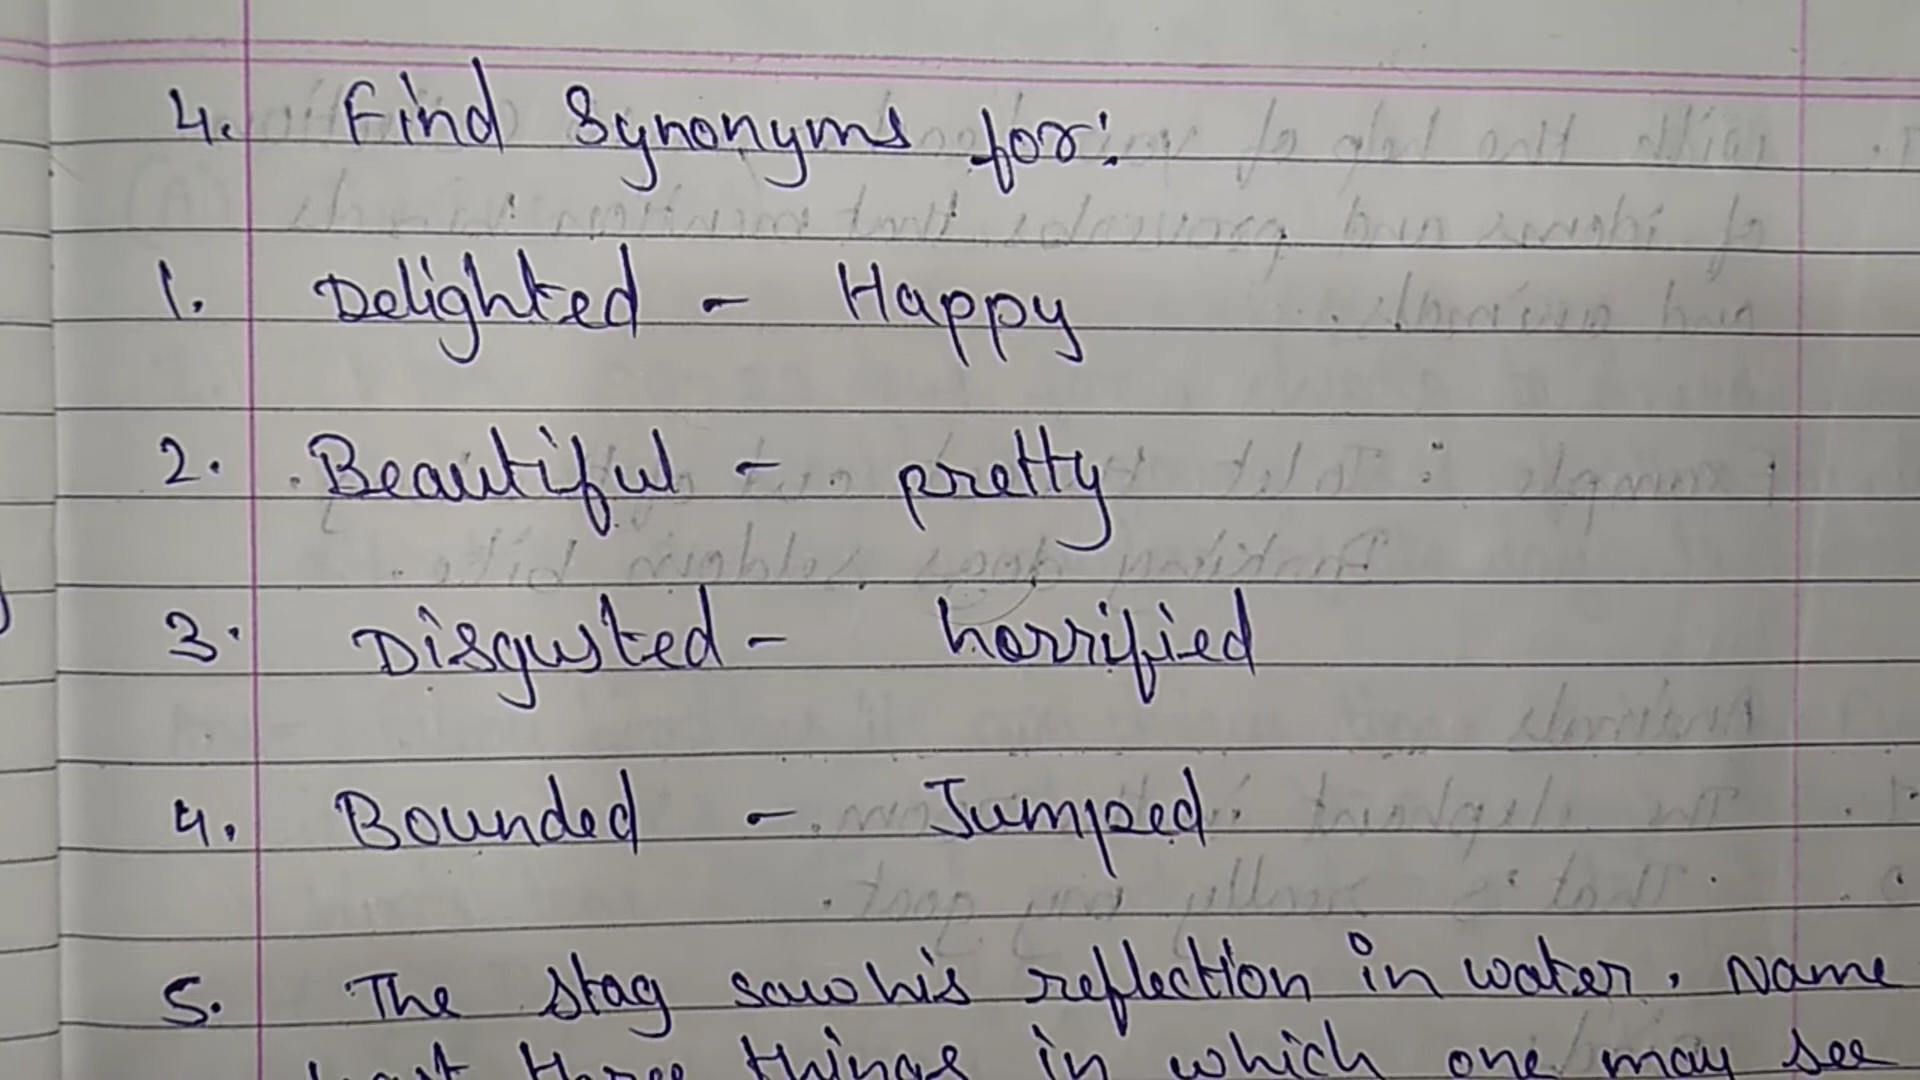 4. Find Synonyms for:
1. Delighted - Happy
2. Beautiful - pretty
3. Disgusted - horrified
4. Bounded - Jumped.
5. The stag saw his reflection in water. Name
three things in which one may see